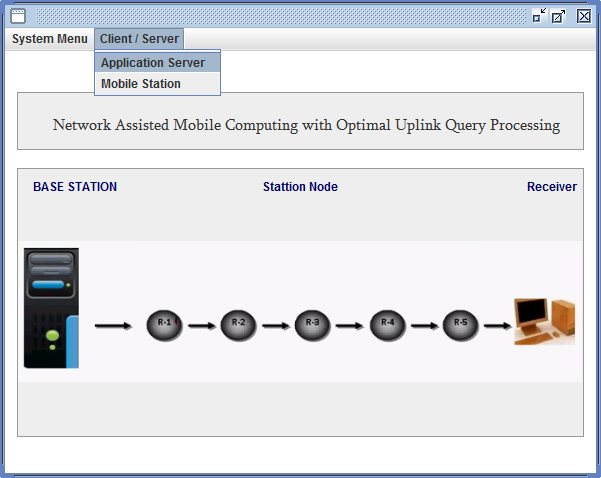 System Menu Client / Server
Application Server
Mobile Station
Network Assisted Mobile Computing with Optimal Uplink Query Processing
BASE STATION Stattion Node Receiver
R-1 R-2 R-3 R-4 R-5